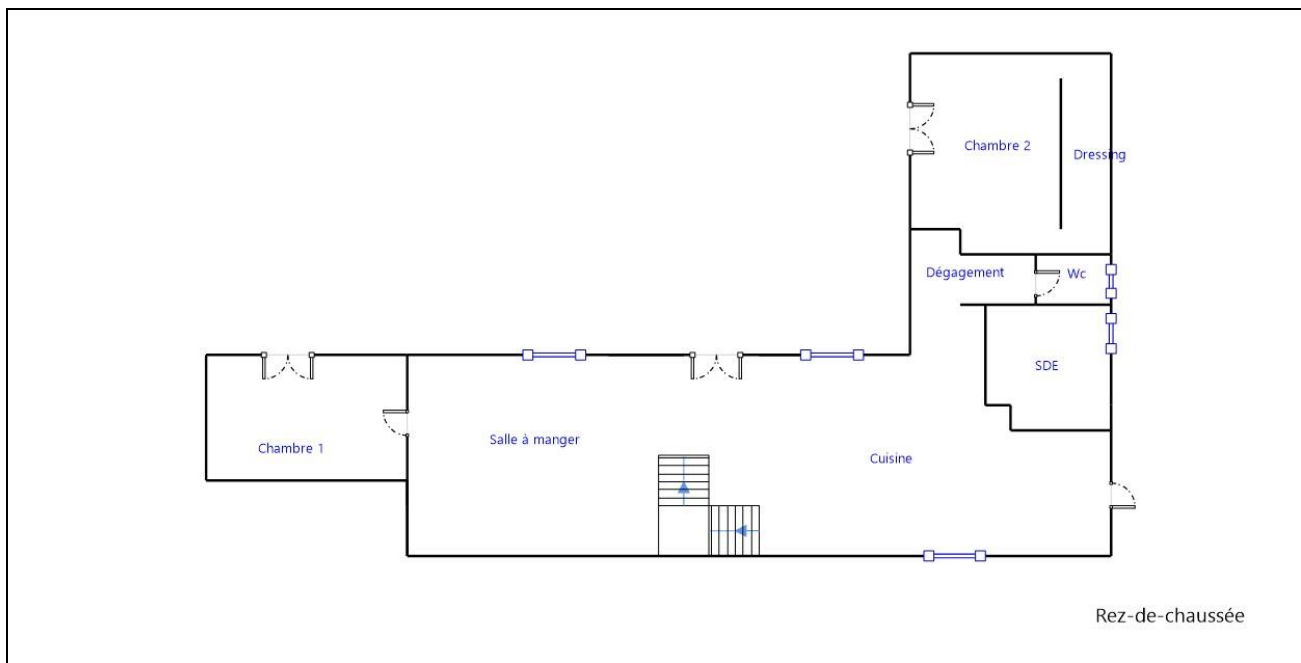 Chambre 2
Dressing
Dégagement
Wc
SDE
Salle à manger
Chambre 1
Cuisine
Rez-de-chaussée